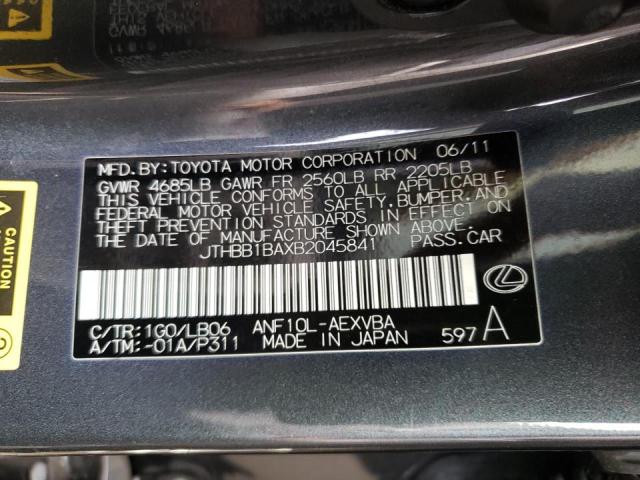 MFD.BY:TOYOTA MOTOR CORPORATION 06/11
GVWR 4685LB GAWR FR 2560LB RR 2205LB
THIS VEHICLE CONFORMS TO ALL APPLICABLE
FEDERAL MOTOR VEHICLE SAFETY,BUMPER,AND
THEFT PREVENTION STANDARDS IN EFFECT ON
THE DATE OF MANUFACTURE SHOWN ABOVE.
JTHBB1BAXB2045841 PASS.CAR
C/TR:1G0/LB06 ANF10L-AEXVBA
A/TM:-01A/P311 MADE IN JAPAN 597 A